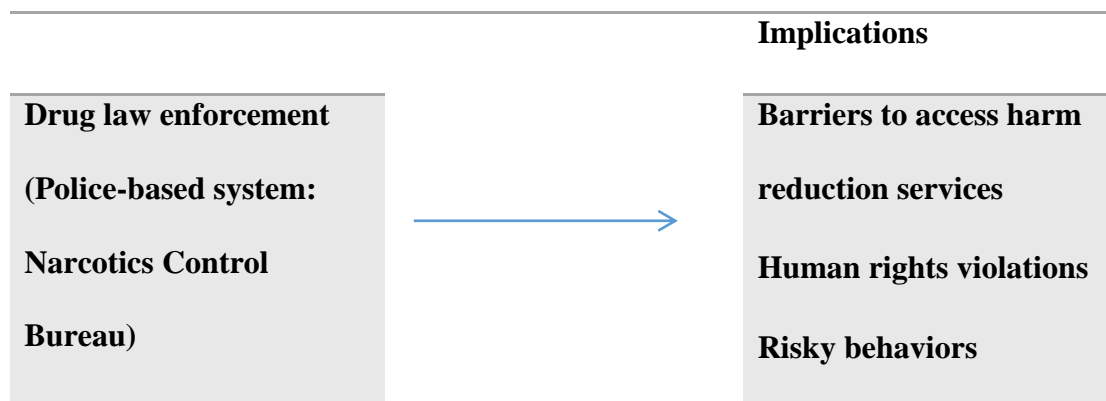 Implications
Drug law enforcement
(Police-based system:
Narcotics Control
Bureau)
Barriers to access harm
reduction services
Human rights violations
Risky behaviors